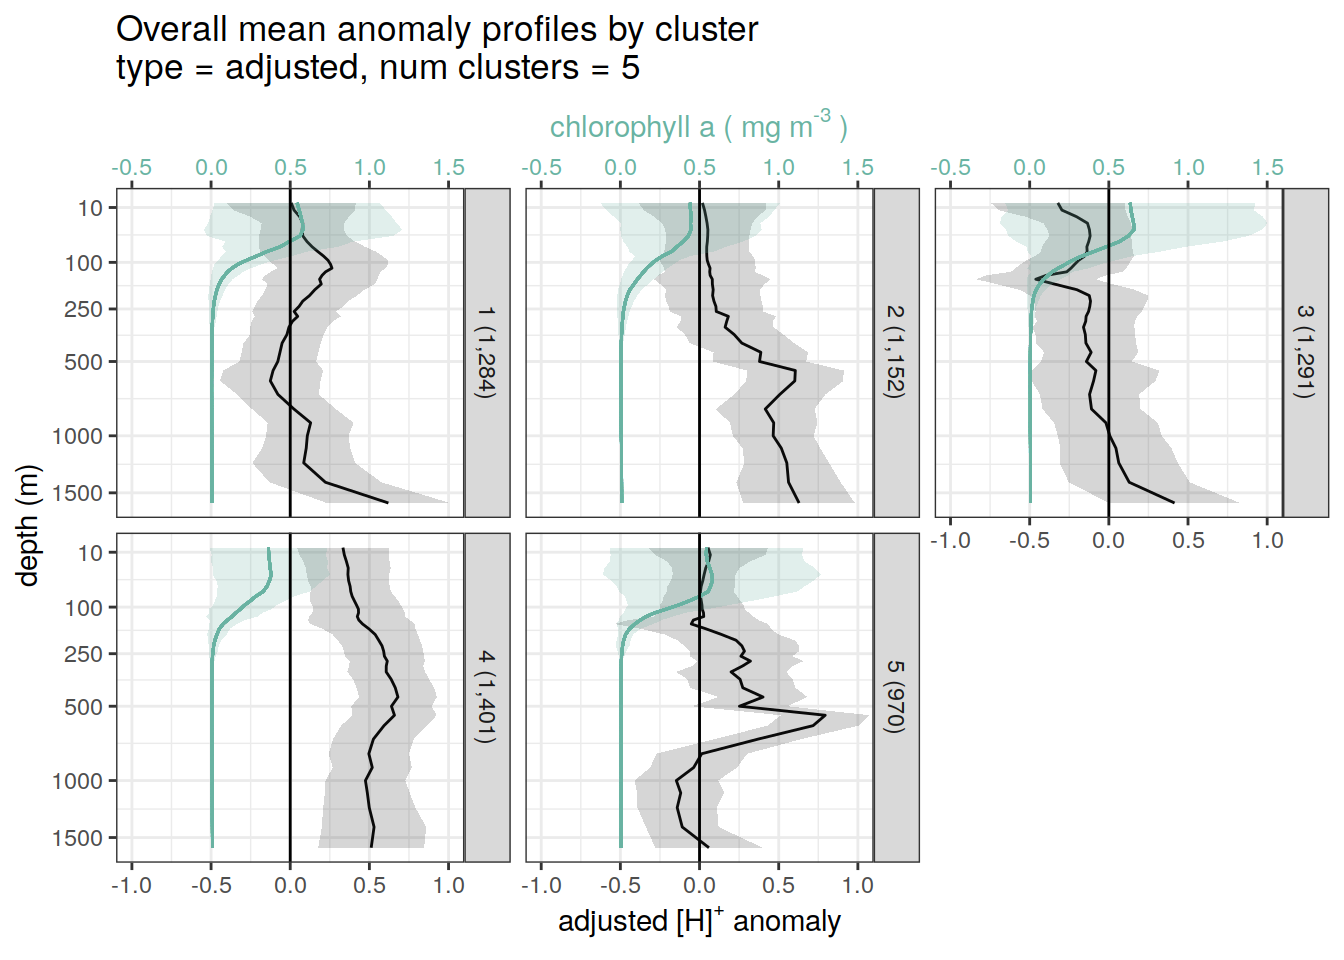 Overall mean anomaly profiles by cluster
type = adjusted, num clusters = 5
chlorophyll a ( mg m-3 )
-0.5 0.0 0.5 1.0 1.5 -0.5 0.0 0.5 1.0 1.5 -0.5 0.0 0.5 1.0 1.5
10
100
250
500
1000
1500
1 (1,284)
2 (1,152)
3 (1,291)
-1.0 -0.5 0.0 0.5 1.0
depth (m)
10
100
250
500
1000
1500
4 (1,401)
5 (970)
-1.0 -0.5 0.0 0.5 1.0 -1.0 -0.5 0.0 0.5 1.0
adjusted [H]+ anomaly